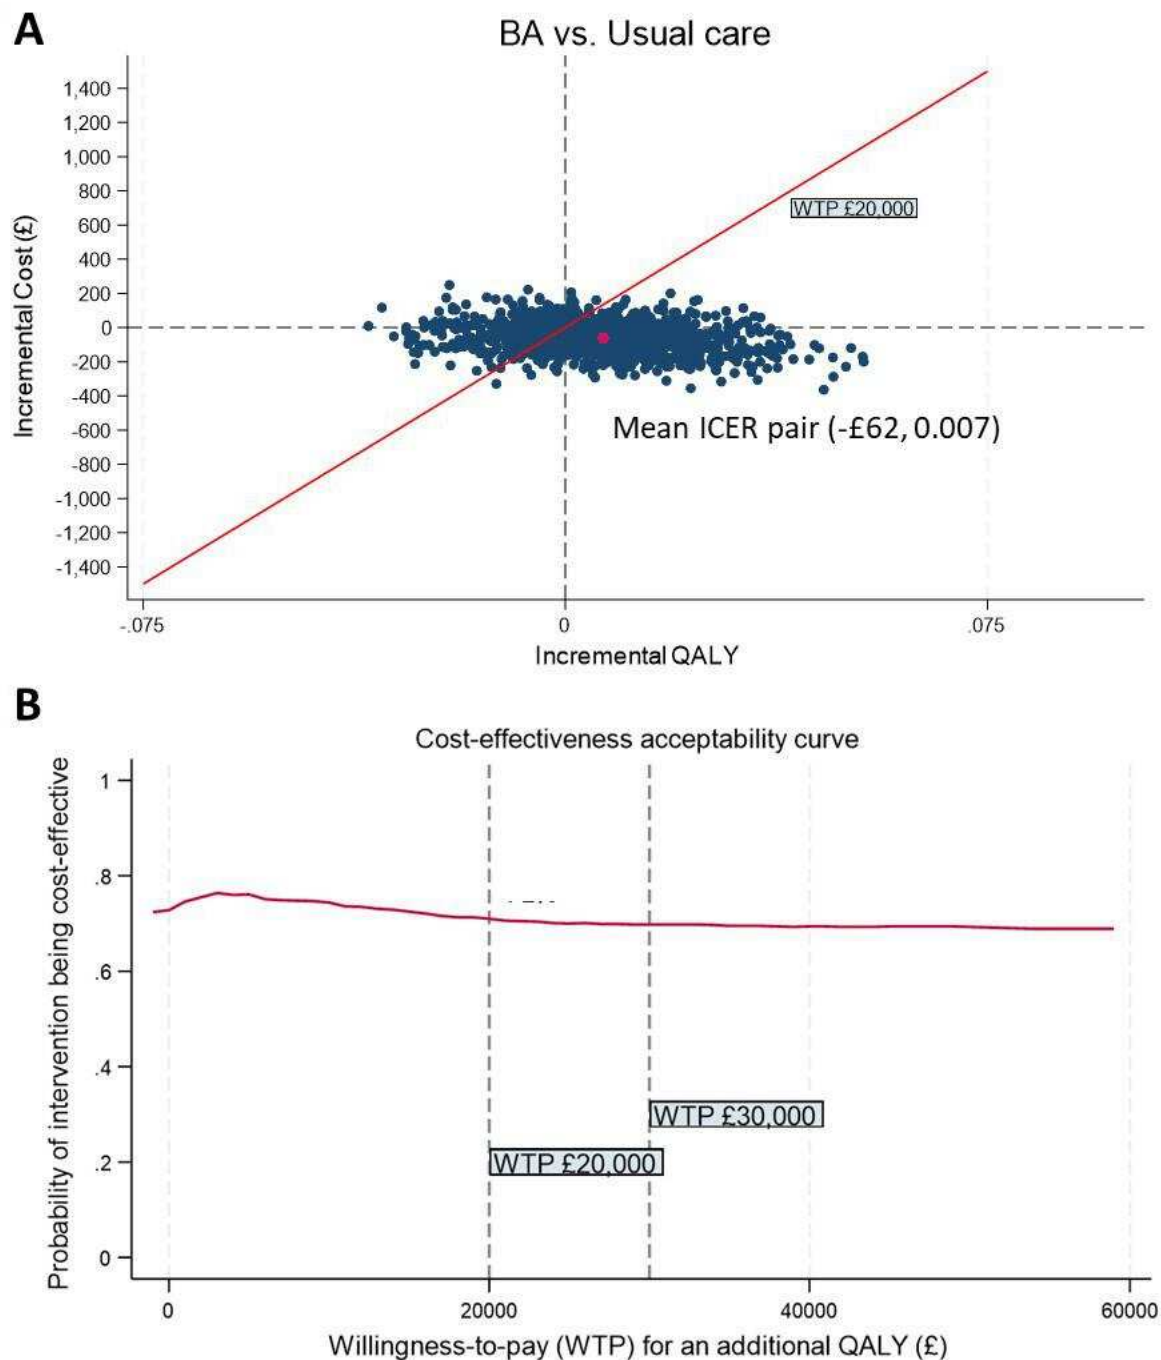 A
BA vs. Usual care
1,400
1,200
1,000
800
600
400
200
0
-200
-400
-600
-800
-1,000
-1,200
-1,400
Incremental Cost (£)
WTP £20,000
Mean ICER pair (-£62, 0.007)
-.075
0
.075
Incremental QALY
B
Cost-effectiveness acceptability curve
Probability of intervention being cost-effective
1
.8
.6
.4
.2
0
WTP £30,000
WTP £20,000
0
20000
40000
60000
Willingness-to-pay (WTP) for an additional QALY (£)